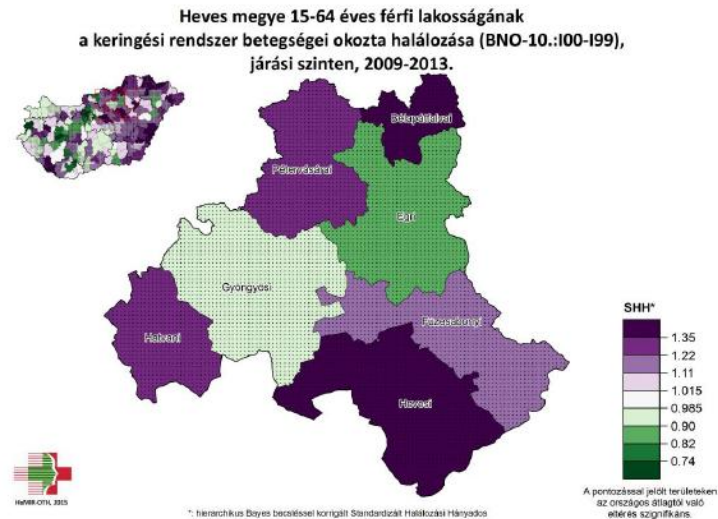 Heves megye 15-64 éves férfi lakosságának
a keringési rendszer betegségei okozta halálozása (BNO-10.:I00-I99),
járási szinten, 2009-2013.
Bélapátfalvai
Pétervásárai
Egri
Gyöngyösi
Hatvani
Füzesabonyi
Hevesi
SHH*
1.35
1.22
1.11
1.015
0.985
0.90
0.82
0.74
A pontozással jelölt területeken
az országos átlagtól való
eltérés szignifikáns.
HeMIR-OTH, 2015
*: hierarchikus Bayes becsléssel korrigált Standardizált Halálozási Hányados